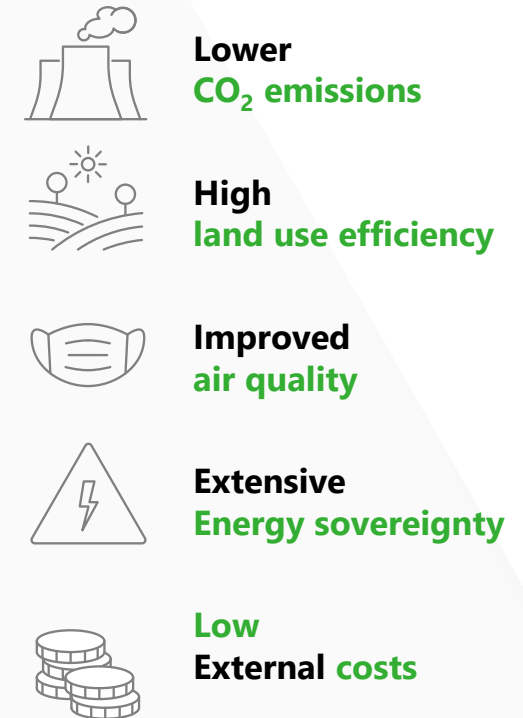 Lower
CO₂ emissions
High
land use efficiency
Improved
air quality
Extensive
Energy sovereignty
Low
External costs